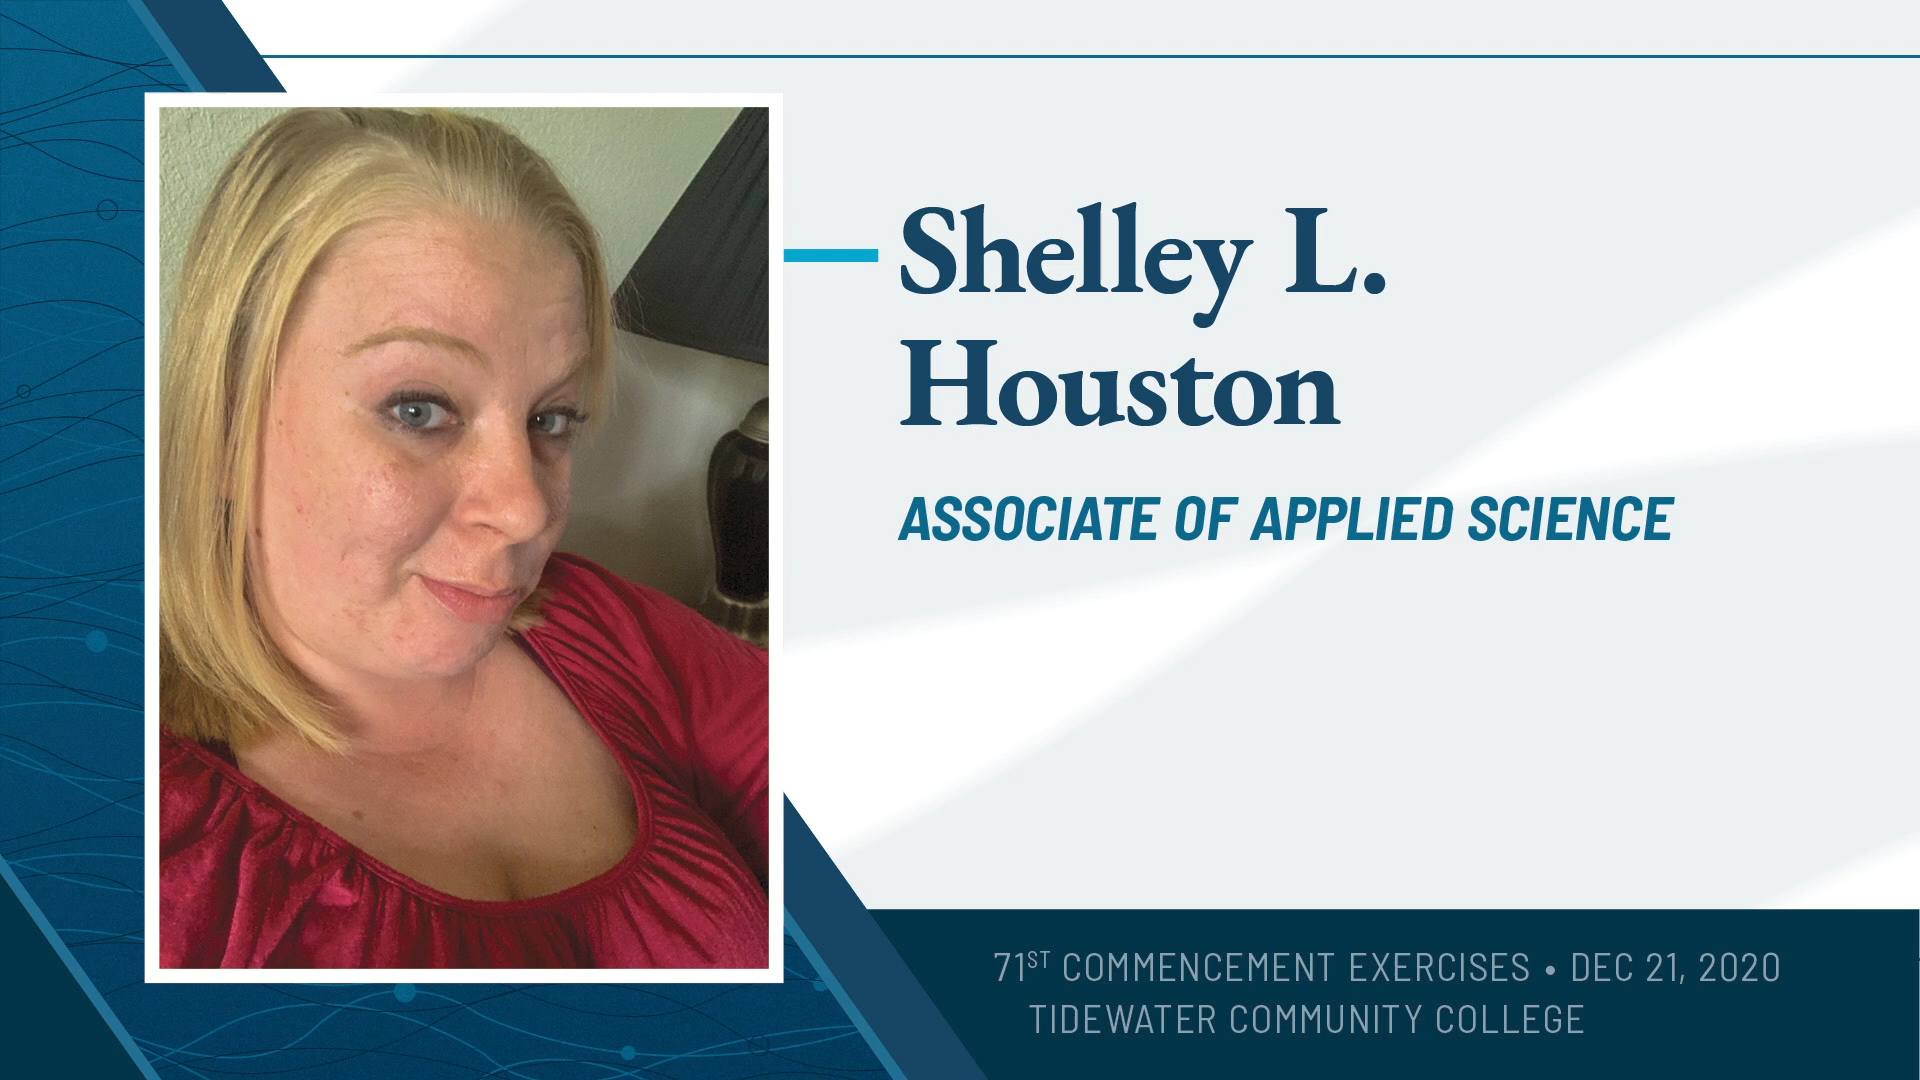 Shelley L.
Houston
ASSOCIATE OF APPLIED SCIENCE
71ST COMMENCEMENT EXERCISES • DEC 21, 2020
TIDEWATER COMMUNITY COLLEGE